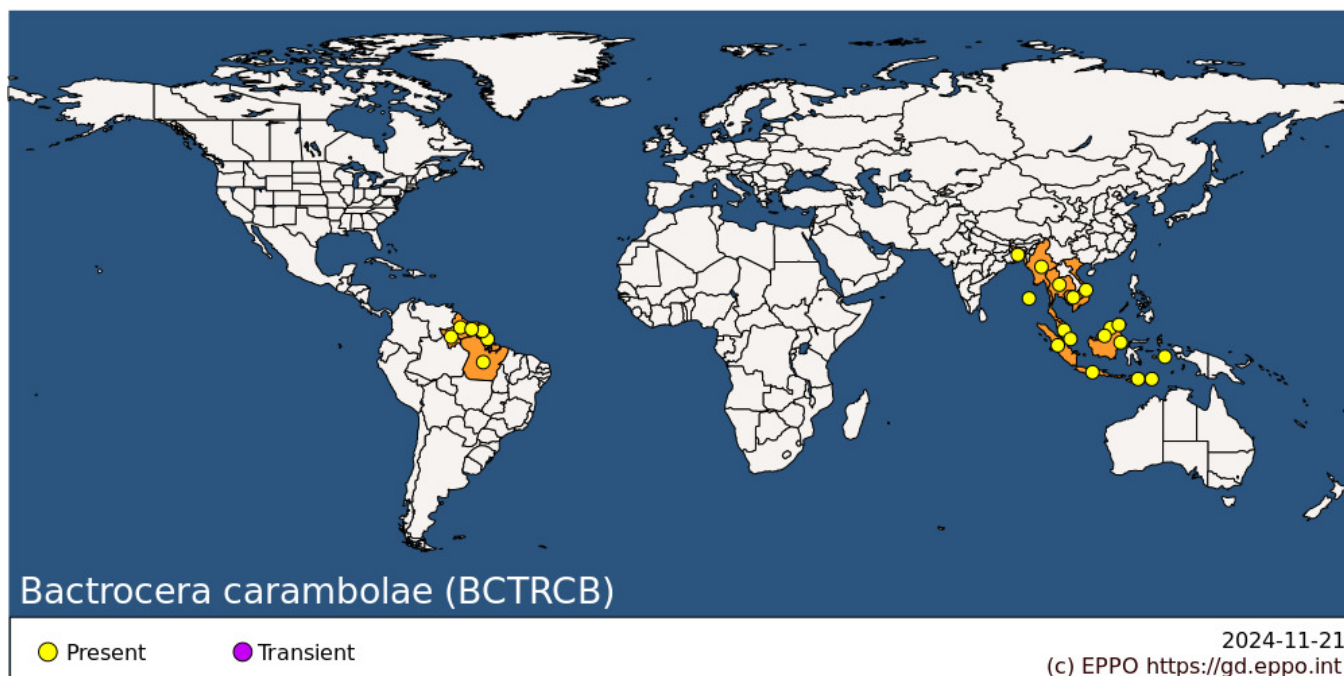 Bactrocera carambolae (BCTRCB)
Present
Transient
2024-11-21
(c) EPPO https://gd.eppo.int